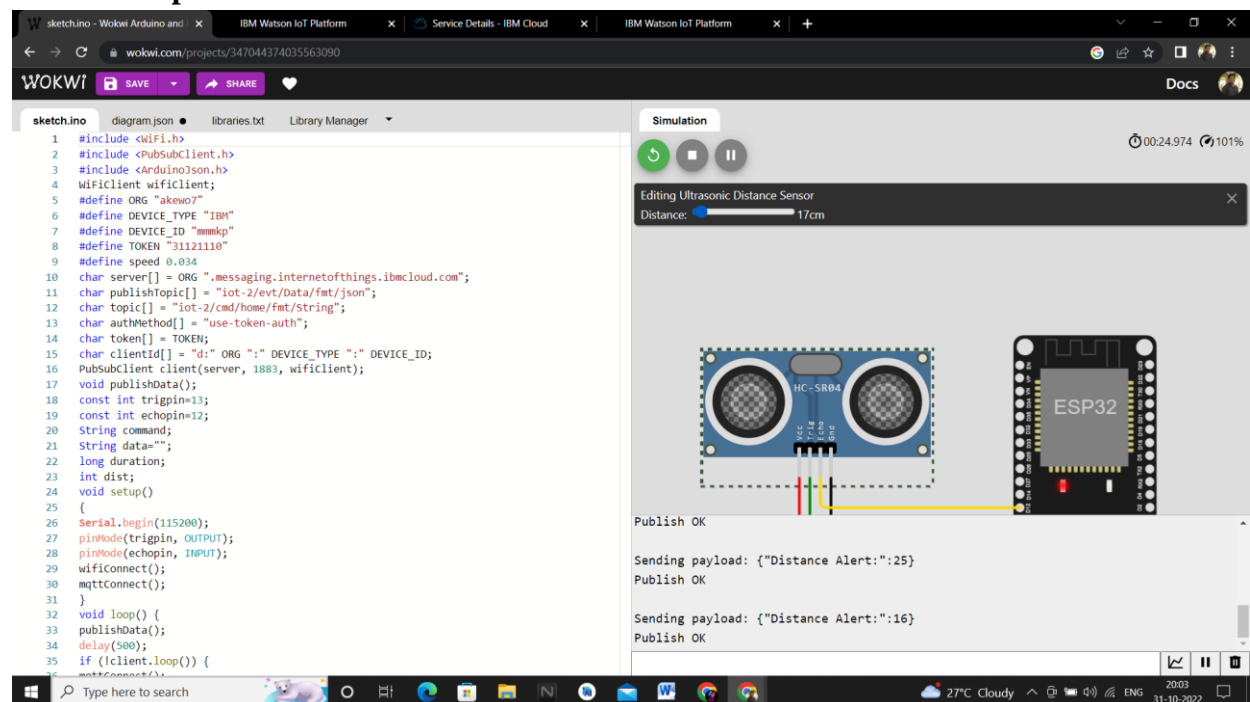 sketch.ino - Wokwi Arduino and
IBM Watson IoT Platform
Service Details - IBM Cloud
IBM Watson IoT Platform
wokwi.com/projects/347044374035563090
WOKWI
SAVE
SHARE
Docs
sketch.ino
diagram.json
libraries.txt
Library Manager
1 #include <WiFi.h>
2 #include <PubSubClient.h>
3 #include <ArduinoJson.h>
4 WiFiClient wifiClient;
5 #define ORG "akewo7"
6 #define DEVICE_TYPE "IBM"
7 #define DEVICE_ID "mmmkp"
8 #define TOKEN "31121110"
9 #define speed 0.034
10 char server[] = ORG ".messaging.internetofthings.ibmcloud.com";
11 char publishTopic[] = "iot-2/evt/Data/fmt/json";
12 char topic[] = "iot-2/cmd/home/fmt/String";
13 char authMethod[] = "use-token-auth";
14 char token[] = TOKEN;
15 char clientId[] = "d:" ORG ":" DEVICE_TYPE ":" DEVICE_ID;
16 PubSubClient client(server, 1883, wifiClient);
17 void publishData();
18 const int trigpin=13;
19 const int echopin=12;
20 String command;
21 String data="";
22 long duration;
23 int dist;
24 void setup()
25 {
26 Serial.begin(115200);
27 pinMode(trigpin, OUTPUT);
28 pinMode(echopin, INPUT);
29 wifiConnect();
30 mqttConnect();
31 }
32 void loop() {
33 publishData();
34 delay(500);
35 if (!client.loop()) {
Simulation
00:24.974 101%
Editing Ultrasonic Distance Sensor
Distance: 17cm
HC-SR04
Vcc
Trig
Echo
Gnd
ESP32
Publish OK
Sending payload: {"Distance Alert:":25}
Publish OK
Sending payload: {"Distance Alert:":16}
Publish OK
Type here to search
27°C Cloudy
ENG
20:03
31-10-2022